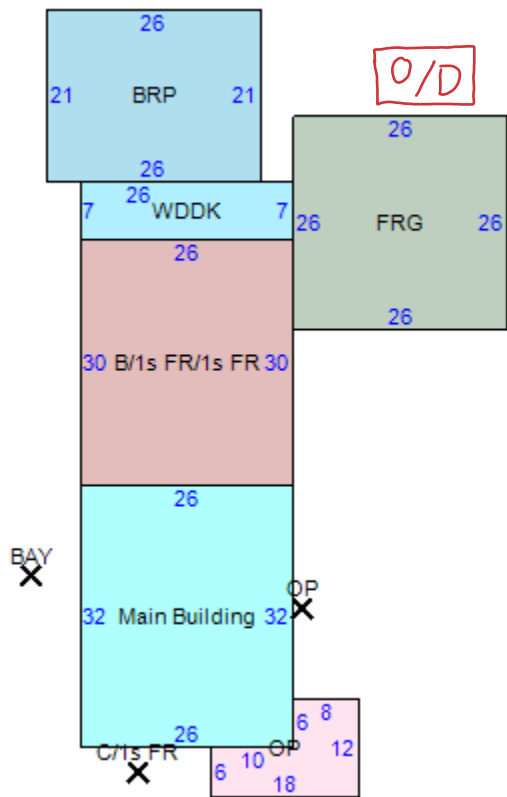 26
O/D
21 BRP 21
26
26
26
7 WDDK 7
26 FRG 26
26
26
30 B/1s FR/1s FR 30
26
BAY
OP
32 Main Building 32
6 8
26
C/1s FR
10 OP 12
6
18